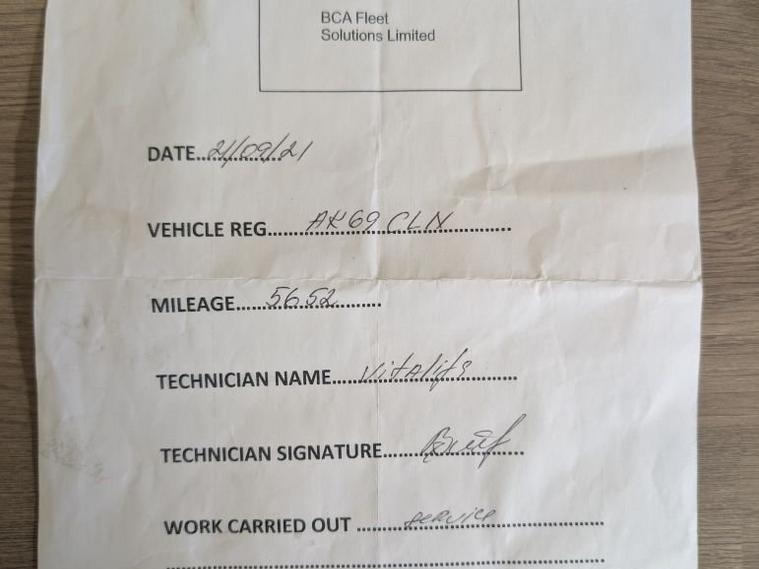 BCA Fleet
Solutions Limited
DATE 21/09/21
VEHICLE REG. AK69 CLN
MILEAGE 5652
TECHNICIAN NAME Vitalijs
TECHNICIAN SIGNATURE
WORK CARRIED OUT service